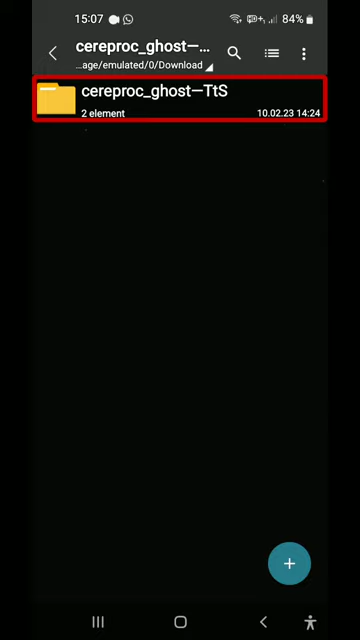 15:07 84%
cereproc_ghost—...
...age/emulated/0/Download
cereproc_ghost—TtS
2 element 10.02.23 14:24